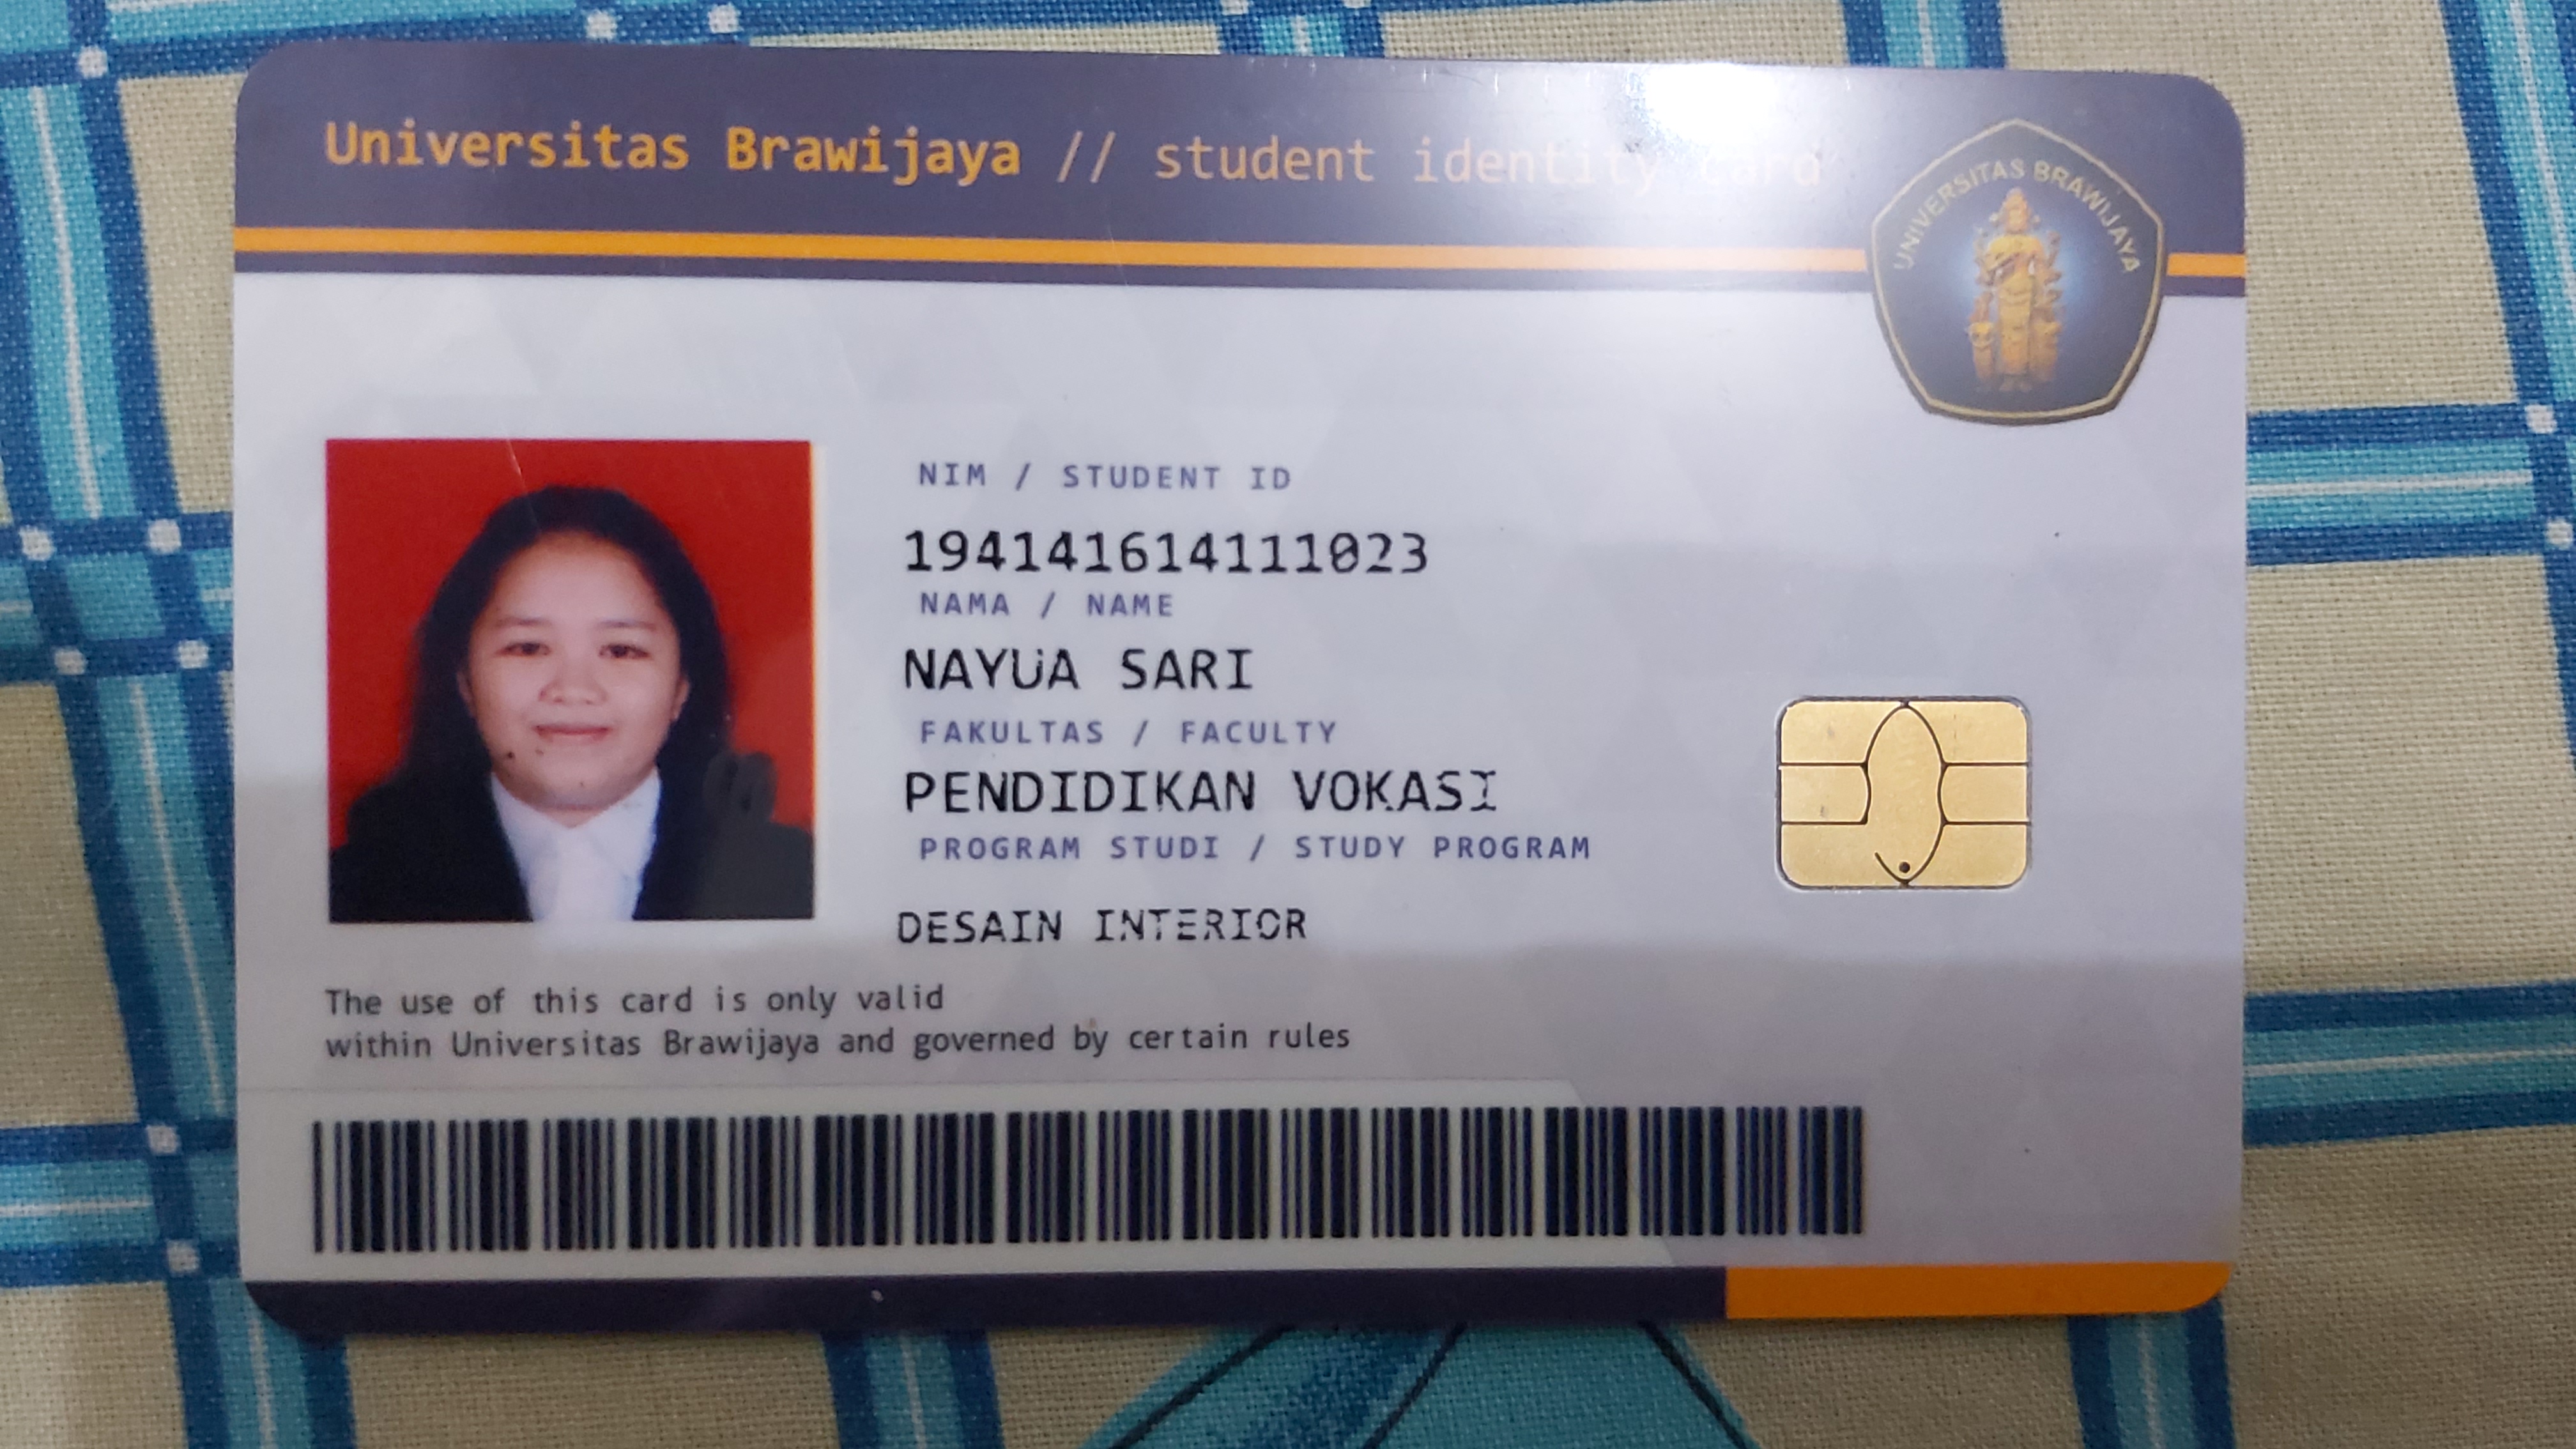 Universitas Brawijaya // student identity card
UNIVERSITAS BRAWIJAYA
NIM / STUDENT ID
194141614111023
NAMA / NAME
NAYUA SARI
FAKULTAS / FACULTY
PENDIDIKAN VOKASI
PROGRAM STUDI / STUDY PROGRAM
DESAIN INTERIOR
The use of this card is only valid
within Universitas Brawijaya and governed by certain rules